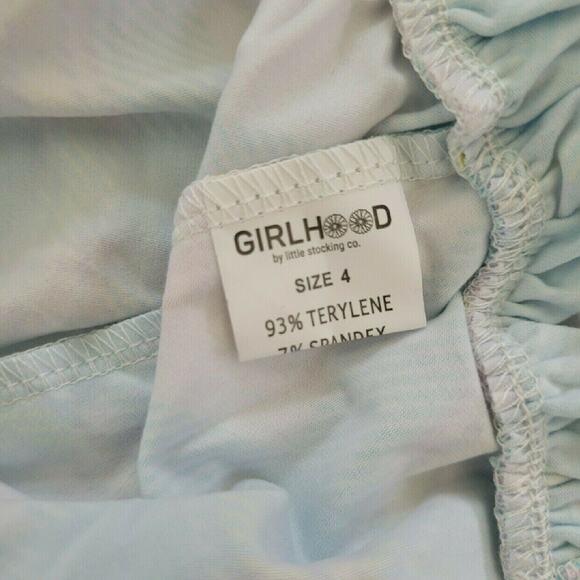 GIRLHOOD
by little stocking co.
SIZE 4
93% TERYLENE
7% SPANDEX